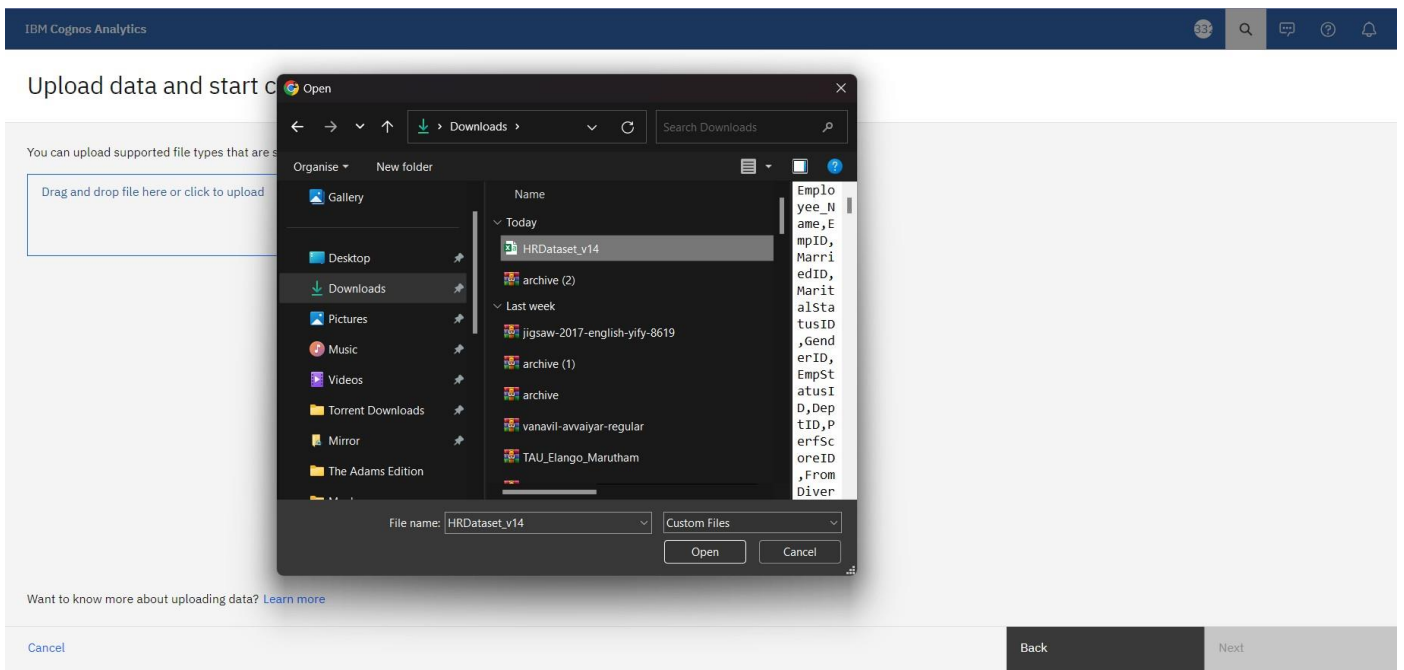 IBM Cognos Analytics
Upload data and start c
You can upload supported file types that are s
Drag and drop file here or click to upload
Open
Downloads
Search Downloads
Organise
New folder
Gallery
Desktop
Downloads
Pictures
Music
Videos
Torrent Downloads
Mirror
The Adams Edition
Name
Today
HRDataset_v14
archive (2)
Last week
jigsaw-2017-english-yify-8619
archive (1)
archive
vanavil-avvaiyar-regular
TAU_Elango_Marutham
Emplo
yee_N
ame,E
mpID,
Marri
edID,
Marit
alSta
tusID
,Gend
erID,
EmpSt
atusI
D,Dep
tID,P
erfSc
oreID
,From
Diver
File name: HRDataset_v14
Custom Files
Open
Cancel
Want to know more about uploading data? Learn more
Cancel
Back
Next